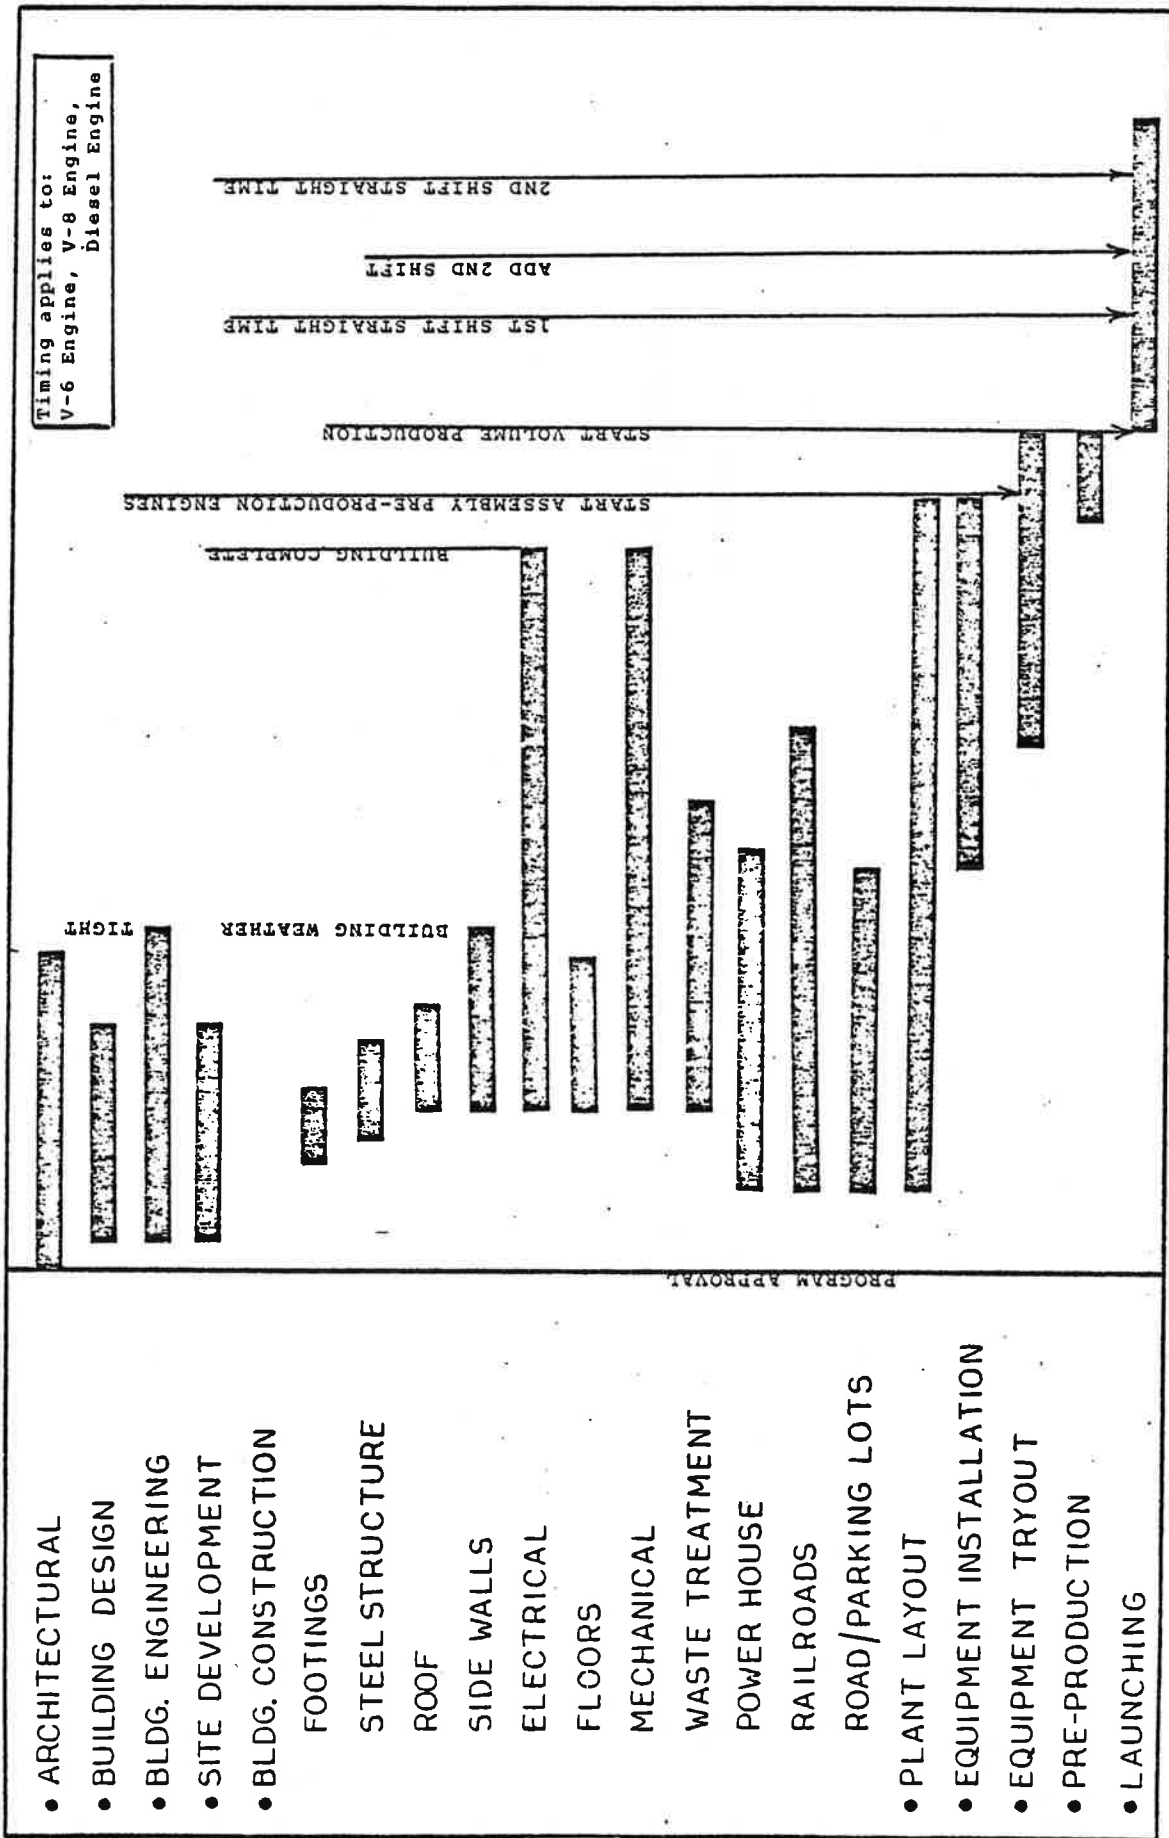 Timing applies to:
V-6 Engine, V-8 Engine,
Diesel Engine
• ARCHITECTURAL
• BUILDING DESIGN
• BLDG. ENGINEERING
• SITE DEVELOPMENT
• BLDG. CONSTRUCTION
FOOTINGS
STEEL STRUCTURE
ROOF
SIDE WALLS
ELECTRICAL
FLOORS
MECHANICAL
WASTE TREATMENT
POWER HOUSE
RAILROADS
ROAD/PARKING LOTS
• PLANT LAYOUT
• EQUIPMENT INSTALLATION
• EQUIPMENT TRYOUT
• PRE-PRODUCTION
• LAUNCHING
PROGRAM APPROVAL
BUILDING WEATHER TIGHT
BUILDING COMPLETE
START ASSEMBLY PRE-PRODUCTION ENGINES
START VOLUME PRODUCTION
1ST SHIFT STRAIGHT TIME
ADD 2ND SHIFT
2ND SHIFT STRAIGHT TIME